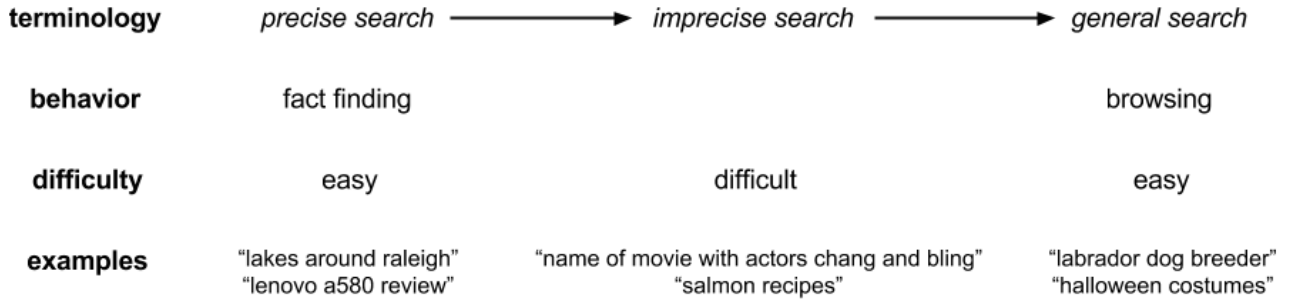 terminology precise search imprecise search general search
behavior fact finding browsing
difficulty easy difficult easy
examples “lakes around raleigh” “name of movie with actors chang and bling” “labrador dog breeder”
“lenovo a580 review” “salmon recipes” “halloween costumes”